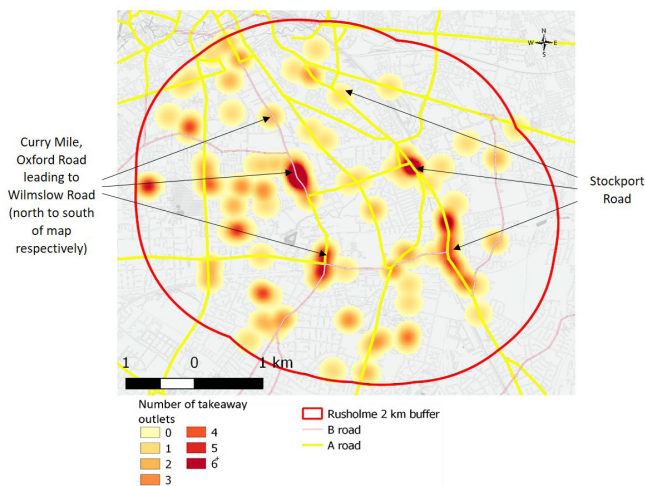 N
W E
S
Curry Mile,
Oxford Road
leading to
Wilmslow Road
(north to south
of map
respectively)
Stockport
Road
1 0 1 km
Number of takeaway
outlets
0
1
2
3
4
5
6+
Rusholme 2 km buffer
B road
A road